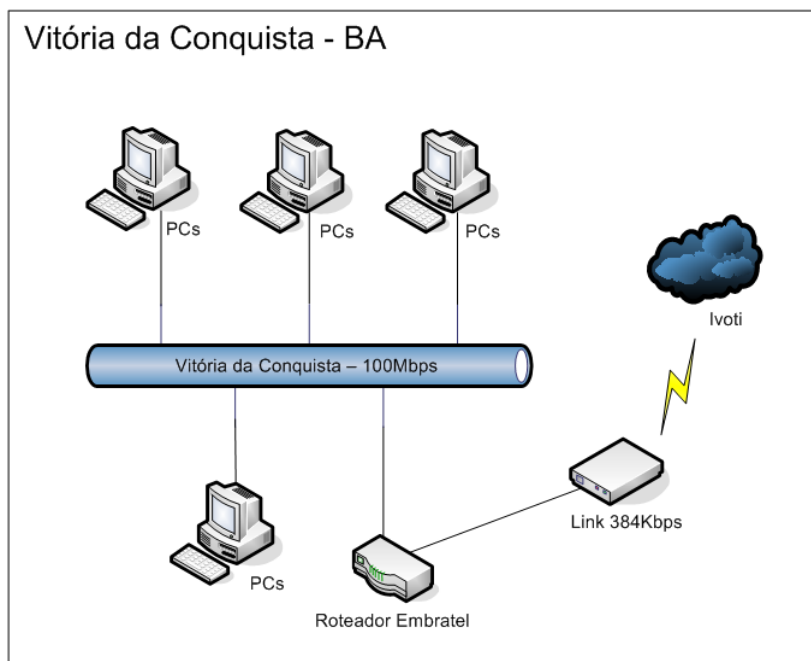 Vitória da Conquista - BA
PCs
PCs
PCs
Ivoti
Vitória da Conquista – 100Mbps
Link 384Kbps
PCs
Roteador Embratel